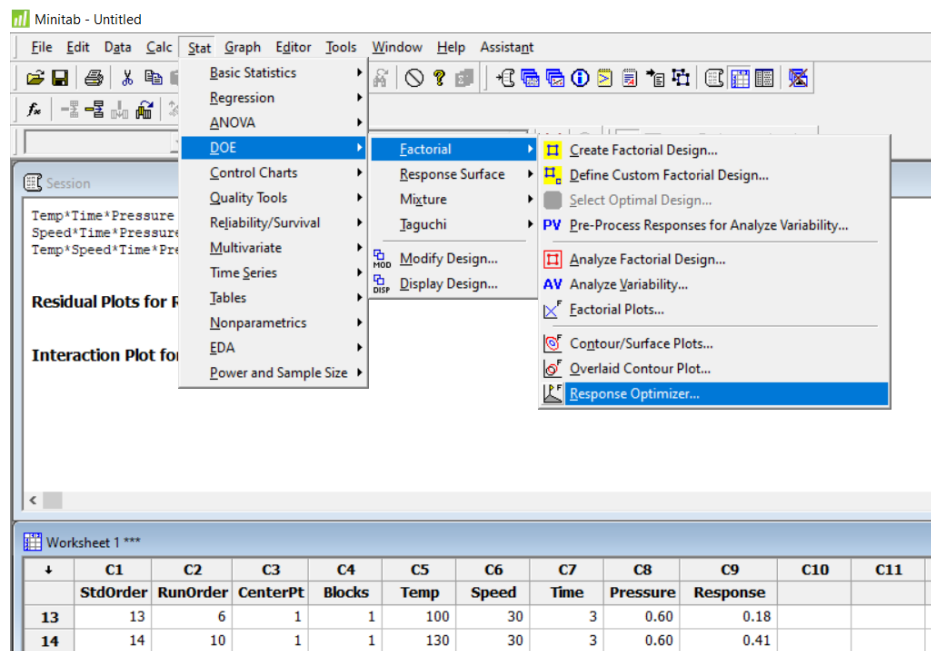 Minitab - Untitled
File Edit Data Calc Stat Graph Editor Tools Window Help Assistant
Basic Statistics
Regression
ANOVA
DOE
Control Charts
Quality Tools
Reliability/Survival
Multivariate
Time Series
Tables
Nonparametrics
EDA
Power and Sample Size
Factorial
Response Surface
Mixture
Taguchi
MOD Modify Design...
DISP Display Design...
Create Factorial Design...
Define Custom Factorial Design...
Select Optimal Design...
PV Pre-Process Responses for Analyze Variability...
Analyze Factorial Design...
AV Analyze Variability...
Factorial Plots...
Contour/Surface Plots...
Overlaid Contour Plot...
Response Optimizer...
Session
Temp*Time*Pressure
Speed*Time*Pressure
Temp*Speed*Time*Pre
Residual Plots for R
Interaction Plot for
Worksheet 1 ***
C1 C2 C3 C4 C5 C6 C7 C8 C9 C10 C11
StdOrder RunOrder CenterPt Blocks Temp Speed Time Pressure Response
13 13 6 1 1 100 30 3 0.60 0.18
14 14 10 1 1 130 30 3 0.60 0.41